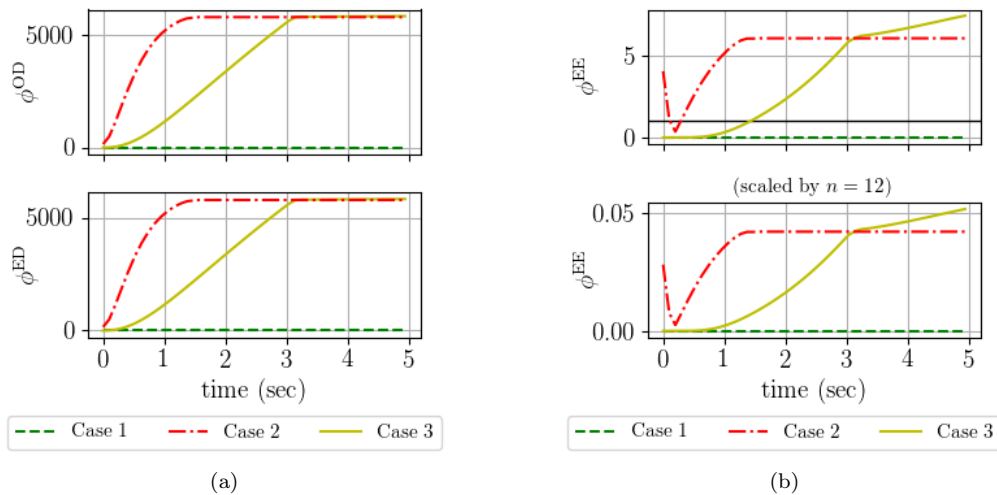 5000
0
ϕ^OD
5000
0
ϕ^ED
0 1 2 3 4 5
time (sec)
Case 1 Case 2 Case 3
(a)
5
0
ϕ^EE
(scaled by n = 12)
0.05
0.00
ϕ^EE
0 1 2 3 4 5
time (sec)
Case 1 Case 2 Case 3
(b)